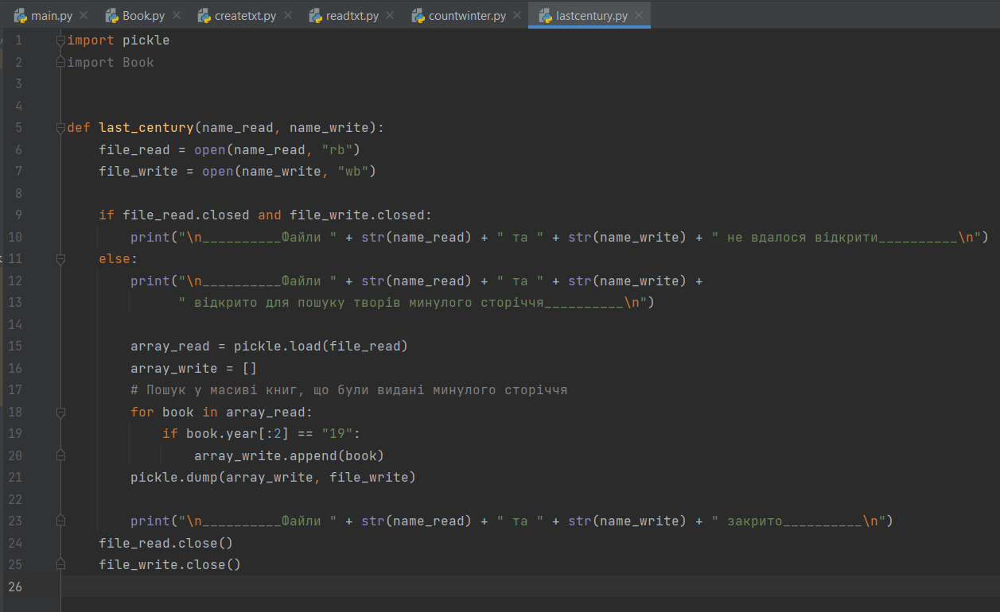 main.py Book.py createtxt.py readtxt.py countwinter.py lastcentury.py
1 import pickle
2 import Book
3
4
5 def last_century(name_read, name_write):
6 file_read = open(name_read, "rb")
7 file_write = open(name_write, "wb")
8
9 if file_read.closed and file_write.closed:
10 print("\n__________Файли " + str(name_read) + " та " + str(name_write) + " не вдалося відкрити__________\n")
11 else:
12 print("\n__________Файли " + str(name_read) + " та " + str(name_write) +
13 " відкрито для пошуку творів минулого сторіччя__________\n")
14
15 array_read = pickle.load(file_read)
16 array_write = []
17 # Пошук у масиві книг, що були видані минулого сторіччя
18 for book in array_read:
19 if book.year[:2] == "19":
20 array_write.append(book)
21 pickle.dump(array_write, file_write)
22
23 print("\n__________Файли " + str(name_read) + " та " + str(name_write) + " закрито__________\n")
24 file_read.close()
25 file_write.close()
26